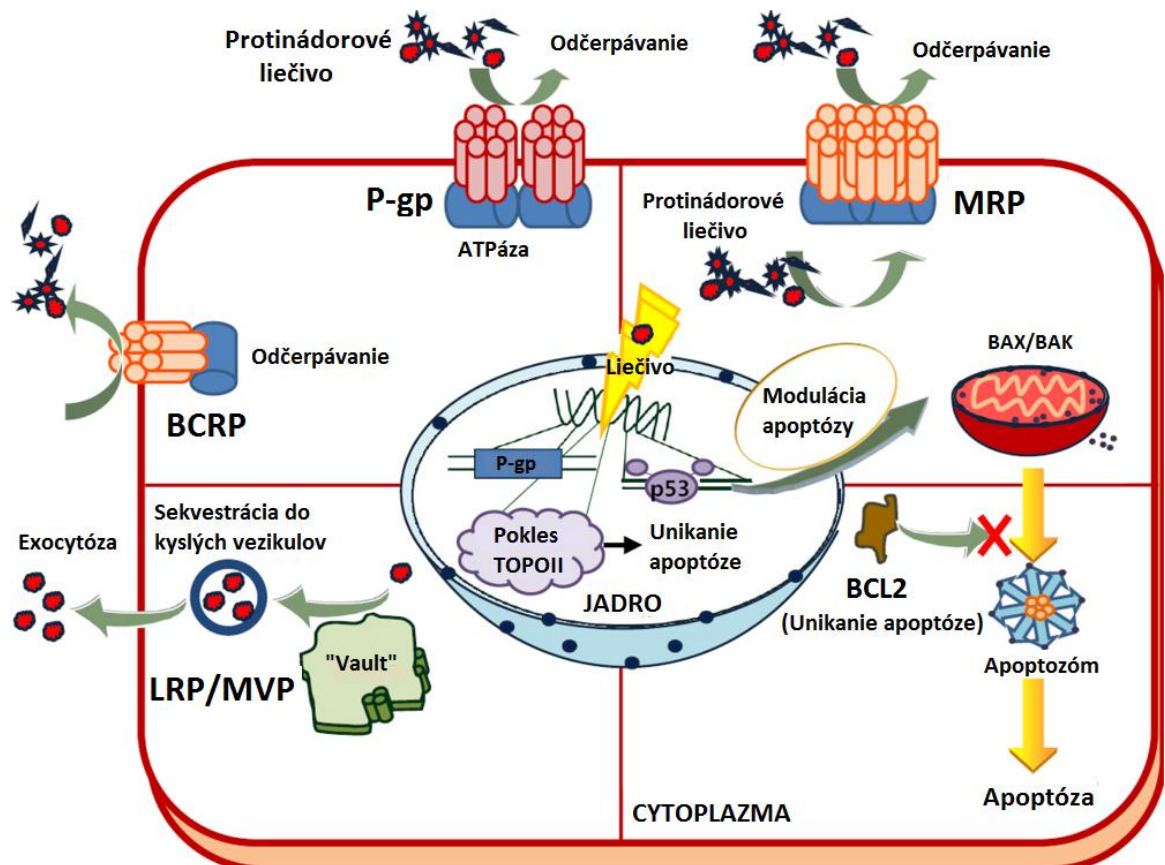 Protinádorové
liečivo
Odčerpávanie
Odčerpávanie
P-gp
ATPáza
Protinádorové
liečivo
MRP
Odčerpávanie
BCRP
Liečivo
P-gp
p53
Pokles
TOPOII
Unikanie
apoptóze
JADRO
Modulácia
apoptózy
BAX/BAK
Exocytóza
Sekvestrácia do
kyslých vezikulov
"Vault"
LRP/MVP
BCL2
(Unikanie apoptóze)
Apoptozóm
Apoptóza
CYTOPLAZMA